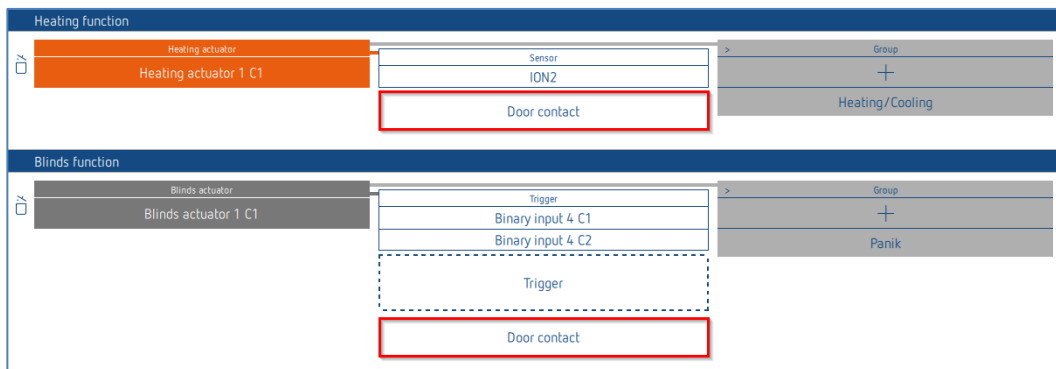 Heating function
Heating actuator
Heating actuator 1 C1
Sensor
ION2
Door contact
> Group
+
Heating/Cooling
Blinds function
Blinds actuator
Blinds actuator 1 C1
Trigger
Binary input 4 C1
Binary input 4 C2
Trigger
Door contact
> Group
+
Panik